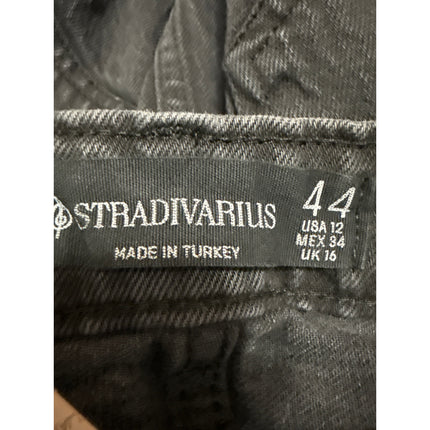 STRADIVARIUS
MADE IN TURKEY
44
USA 12
MEX 34
UK 16